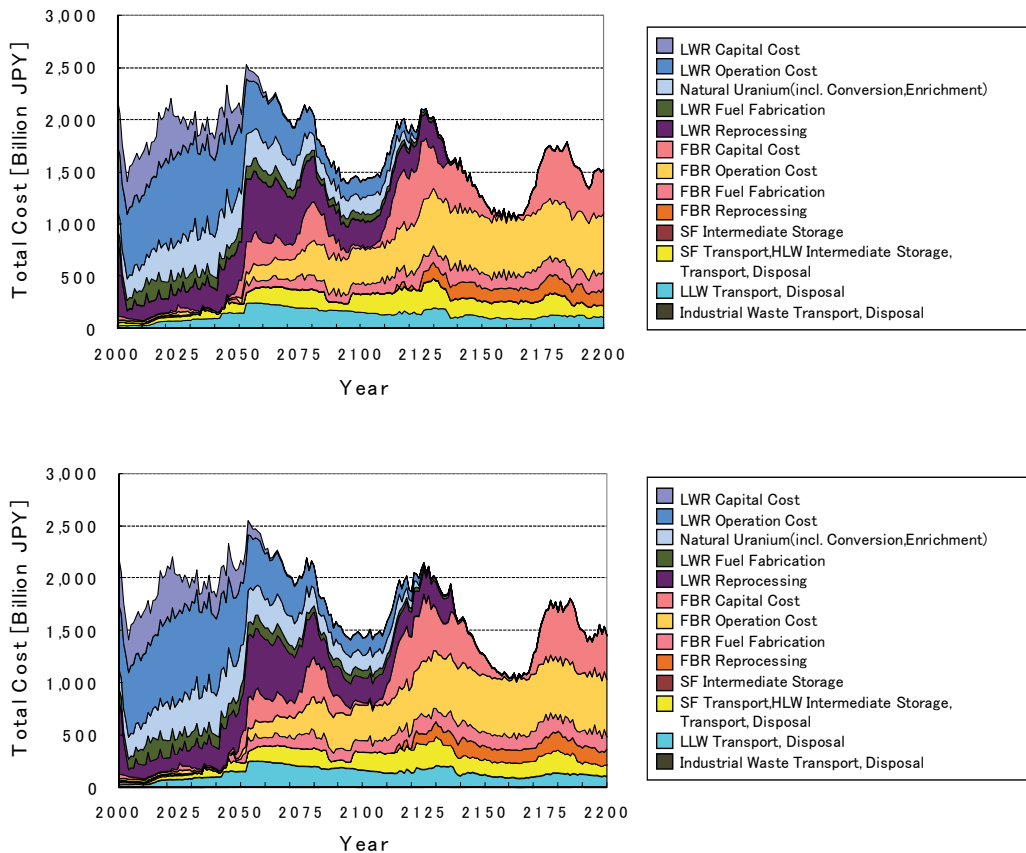 3,000
2,500
2,000
1,500
1,000
500
0
Total Cost [Billion JPY]
2000 2025 2050 2075 2100 2125 2150 2175 2200
Year
LWR Capital Cost
LWR Operation Cost
Natural Uranium(incl. Conversion,Enrichment)
LWR Fuel Fabrication
LWR Reprocessing
FBR Capital Cost
FBR Operation Cost
FBR Fuel Fabrication
FBR Reprocessing
SF Intermediate Storage
SF Transport,HLW Intermediate Storage,
Transport, Disposal
LLW Transport, Disposal
Industrial Waste Transport, Disposal
3,000
2,500
2,000
1,500
1,000
500
0
Total Cost [Billion JPY]
2000 2025 2050 2075 2100 2125 2150 2175 2200
Year
LWR Capital Cost
LWR Operation Cost
Natural Uranium(incl. Conversion,Enrichment)
LWR Fuel Fabrication
LWR Reprocessing
FBR Capital Cost
FBR Operation Cost
FBR Fuel Fabrication
FBR Reprocessing
SF Intermediate Storage
SF Transport,HLW Intermediate Storage,
Transport, Disposal
LLW Transport, Disposal
Industrial Waste Transport, Disposal